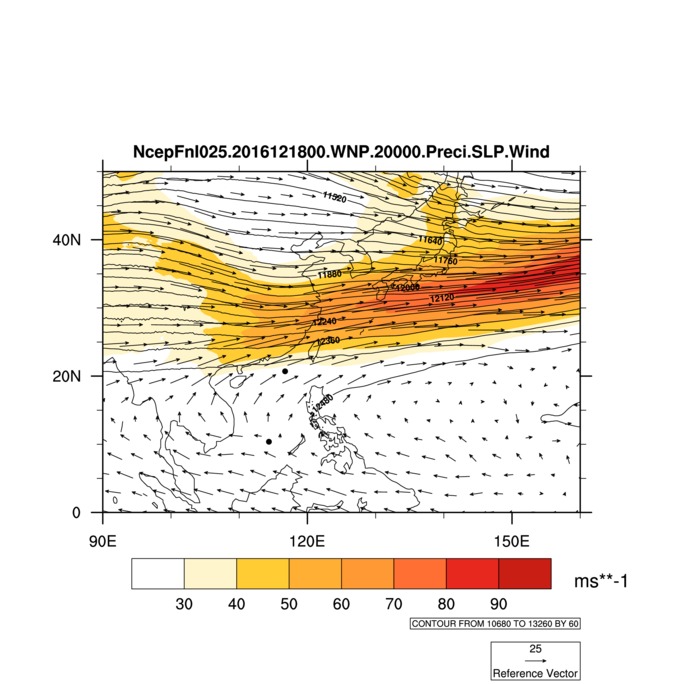 NcepFnl025.2016121800.WNP.20000.Preci.SLP.Wind
11520
40N
11640
11760
11880
12000
12120
12240
12360
20N
12480
0
90E 120E 150E
ms**-1
30 40 50 60 70 80 90
CONTOUR FROM 10680 TO 13260 BY 60
25
Reference Vector